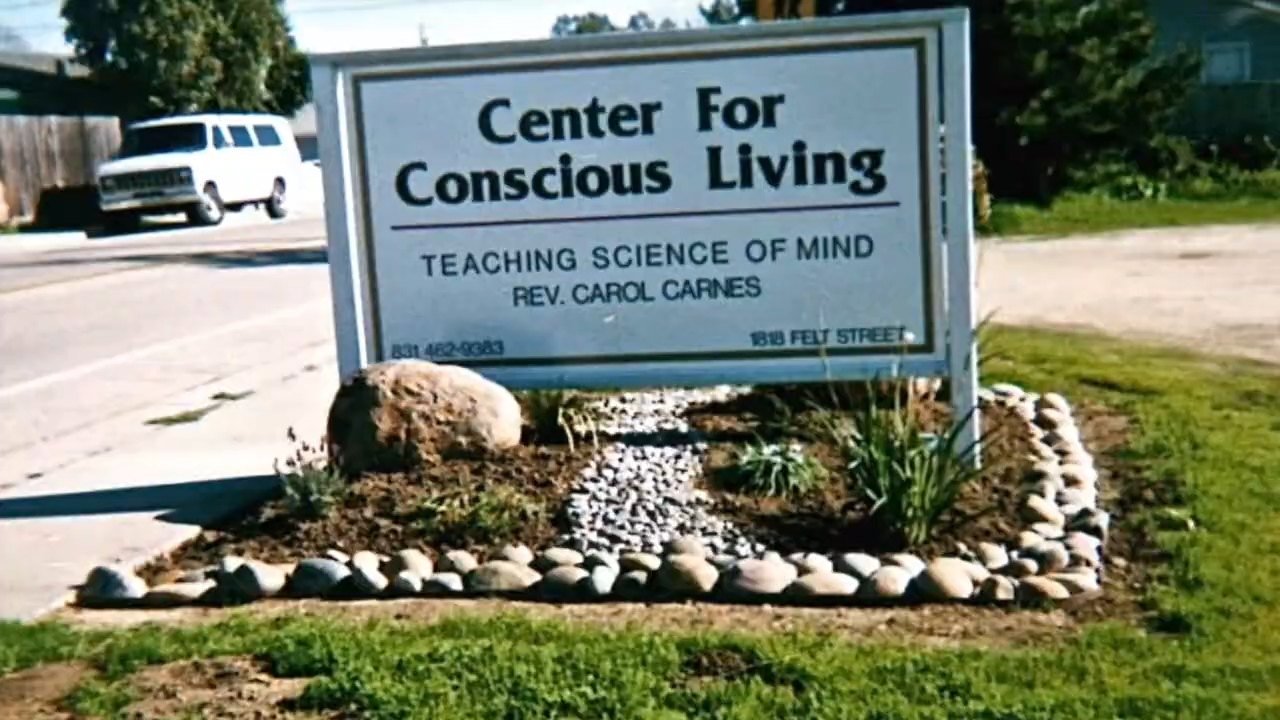 Center For
Conscious Living
TEACHING SCIENCE OF MIND
REV. CAROL CARNES
831 462-9383
1818 FELT STREET